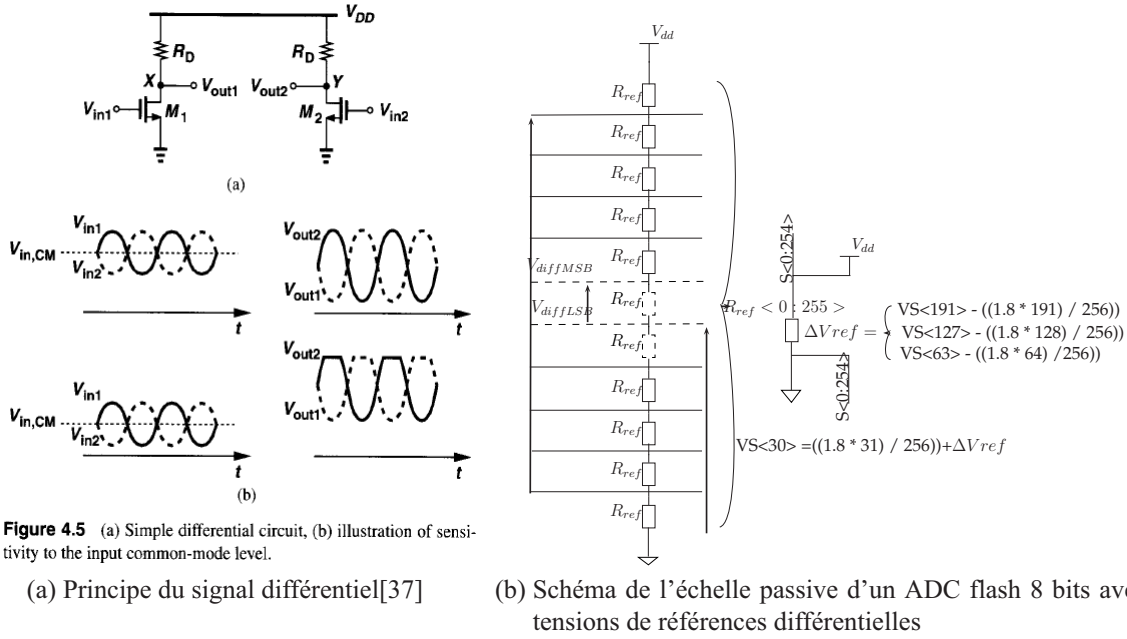 V_DD
R_D R_D
X V_out1 V_out2 Y
V_in1 M_1 M_2 V_in2
(a)
V_in1
V_in,CM
V_in2
V_out2
V_out1
t t
V_in1
V_in,CM
V_in2
V_out2
V_out1
t t
(b)
Figure 4.5 (a) Simple differential circuit, (b) illustration of sensi-
tivity to the input common-mode level.
(a) Principe du signal différentiel[37]
V_dd
R_ref
R_ref
R_ref
R_ref
R_ref
V_diffMSB
R_ref
V_diffLSB
R_ref
R_ref
R_ref
R_ref
R_ref
R_ref < 0 : 255 >
S<0:254>
V_dd
S<0:254>
ΔVref =
VS<191> - ((1.8 * 191) / 256))
VS<127> - ((1.8 * 128) / 256))
VS<63> - ((1.8 * 64) /256))
VS<30> =((1.8 * 31) / 256))+ΔVref
(b) Schéma de l'échelle passive d'un ADC flash 8 bits ave
tensions de références différentielles